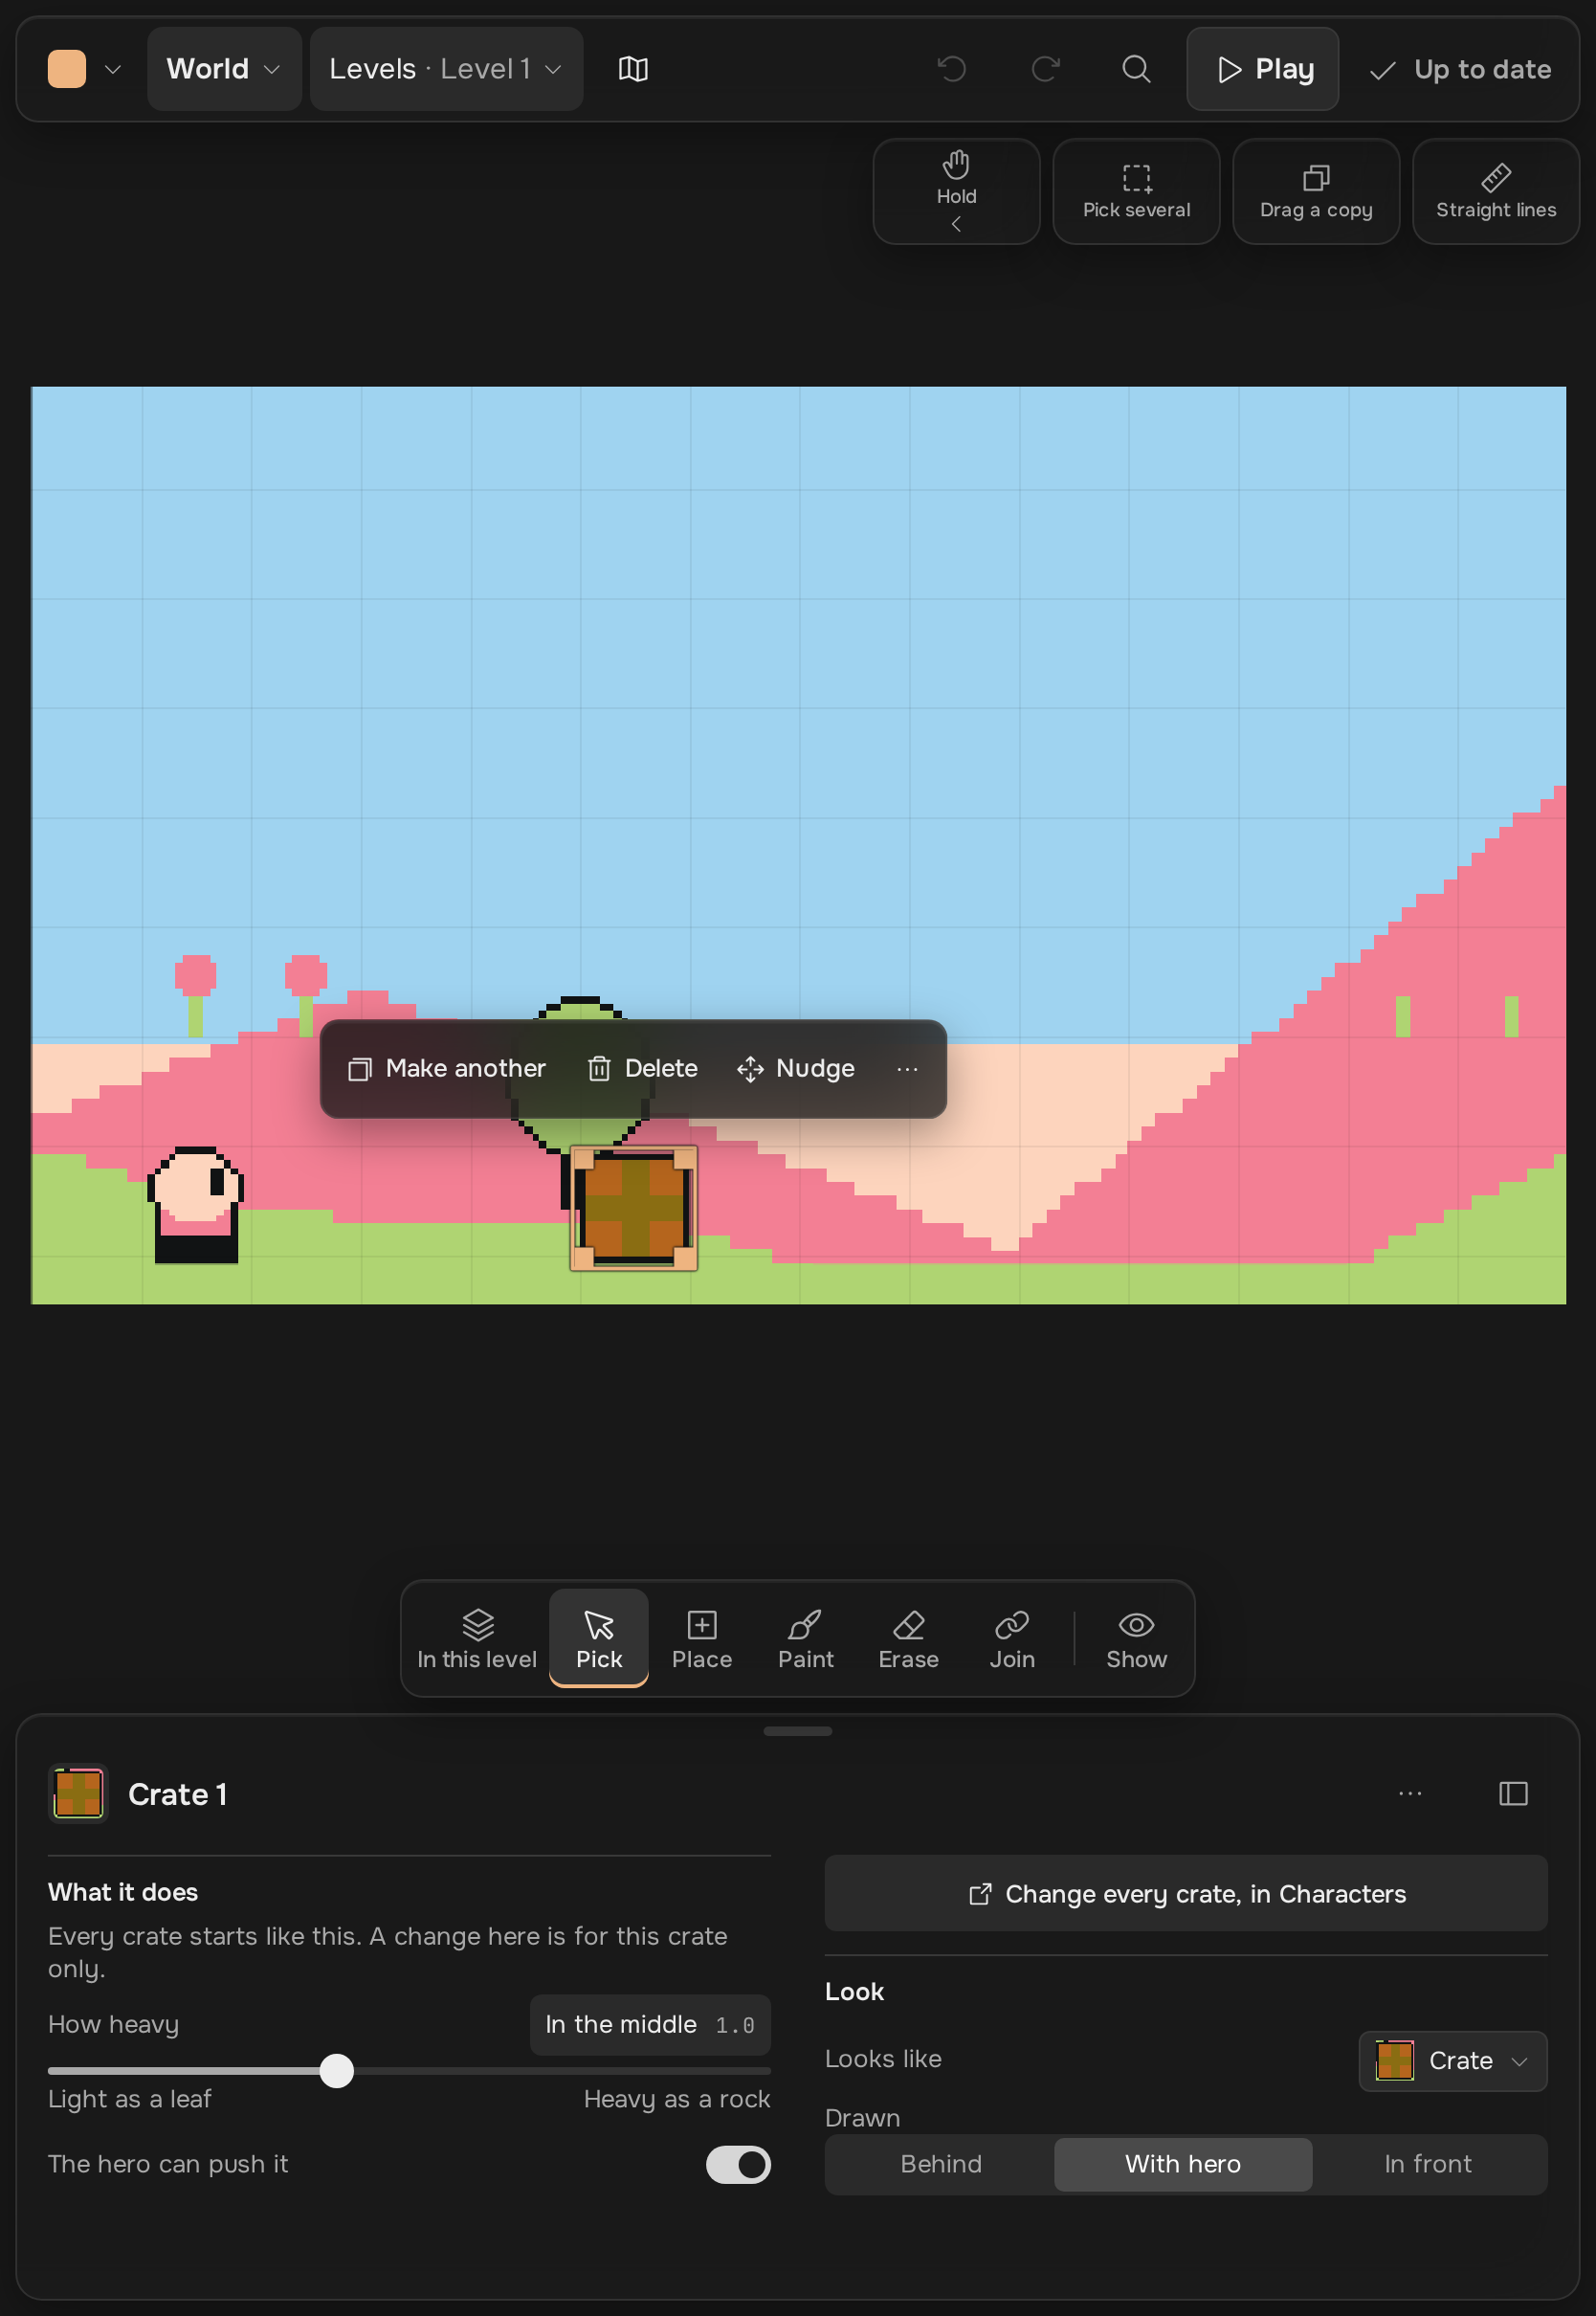 World
Levels · Level 1
Play
Up to date
Hold
Pick several
Drag a copy
Straight lines
Make another
Delete
Nudge
In this level
Pick
Place
Paint
Erase
Join
Show
Crate 1
What it does
Every crate starts like this. A change here is for this crate
only.
How heavy
In the middle 1.0
Light as a leaf
Heavy as a rock
The hero can push it
Change every crate, in Characters
Look
Looks like
Crate
Drawn
Behind
With hero
In front